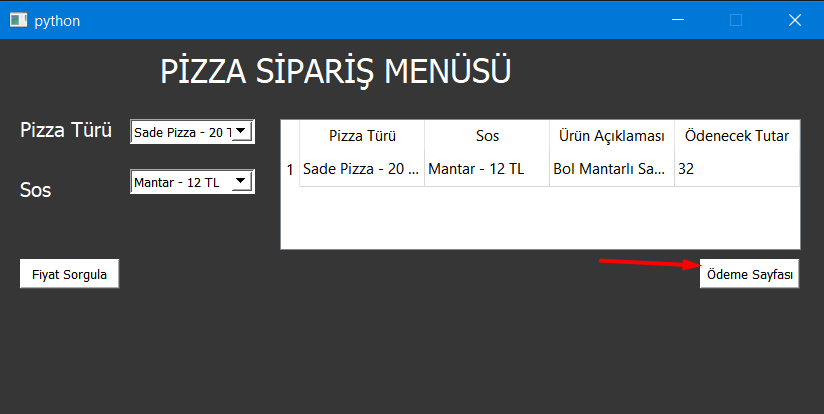 python
PİZZA SİPARİŞ MENÜSÜ
Pizza Türü
Sade Pizza - 20 T
Sos
Mantar - 12 TL
Pizza Türü Sos Ürün Açıklaması Ödenecek Tutar
1 Sade Pizza - 20 ... Mantar - 12 TL Bol Mantarlı Sa... 32
Fiyat Sorgula
Ödeme Sayfası